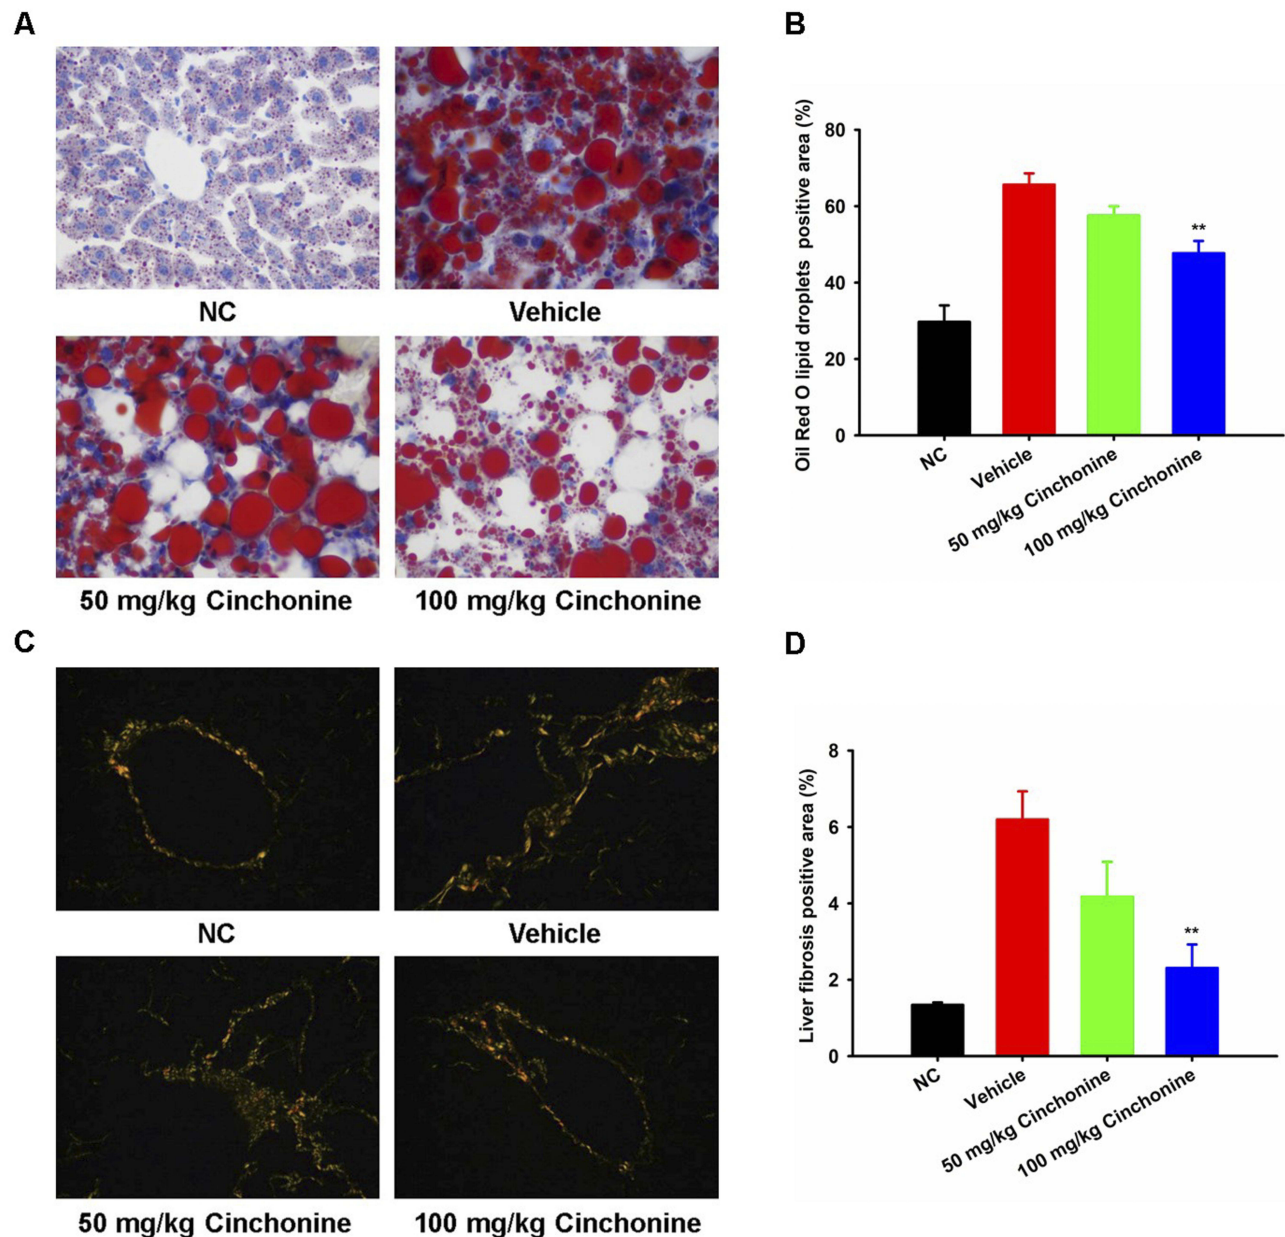 A
NC
Vehicle
50 mg/kg Cinchonine
100 mg/kg Cinchonine
B
Oil Red O lipid droplets positive area (%)
80
60
40
20
0
**
NC
Vehicle
50 mg/kg Cinchonine
100 mg/kg Cinchonine
C
NC
Vehicle
50 mg/kg Cinchonine
100 mg/kg Cinchonine
D
Liver fibrosis positive area (%)
8
6
4
2
0
**
NC
Vehicle
50 mg/kg Cinchonine
100 mg/kg Cinchonine